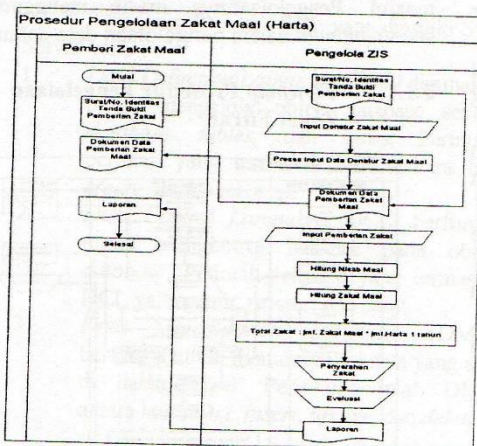 Prosedur Pengelolaan Zakat Maal (Harta)
Pemberi Zakat Maal
Pengelola ZIS
Mulai
Surat/No. Identitas
Tanda Bukti
Pemberian Zakat
Dokumen Data
Pemberian Zakat
Maal
Laporan
Selesai
Surat/No. Identitas
Tanda Bukti
Pemberian Zakat
Input Donatur Zakat Maal
Proses Input Data Donatur Zakat Maal
Dokumen Data
Pemberian Zakat
Maal
Input Pemberian Zakat
Hitung Nisab Maal
Hitung Zakat Maal
Total Zakat : jml. Zakat Maal * jml.Harta 1 tahun
Penyerahan
Zakat
Evaluasi
Laporan